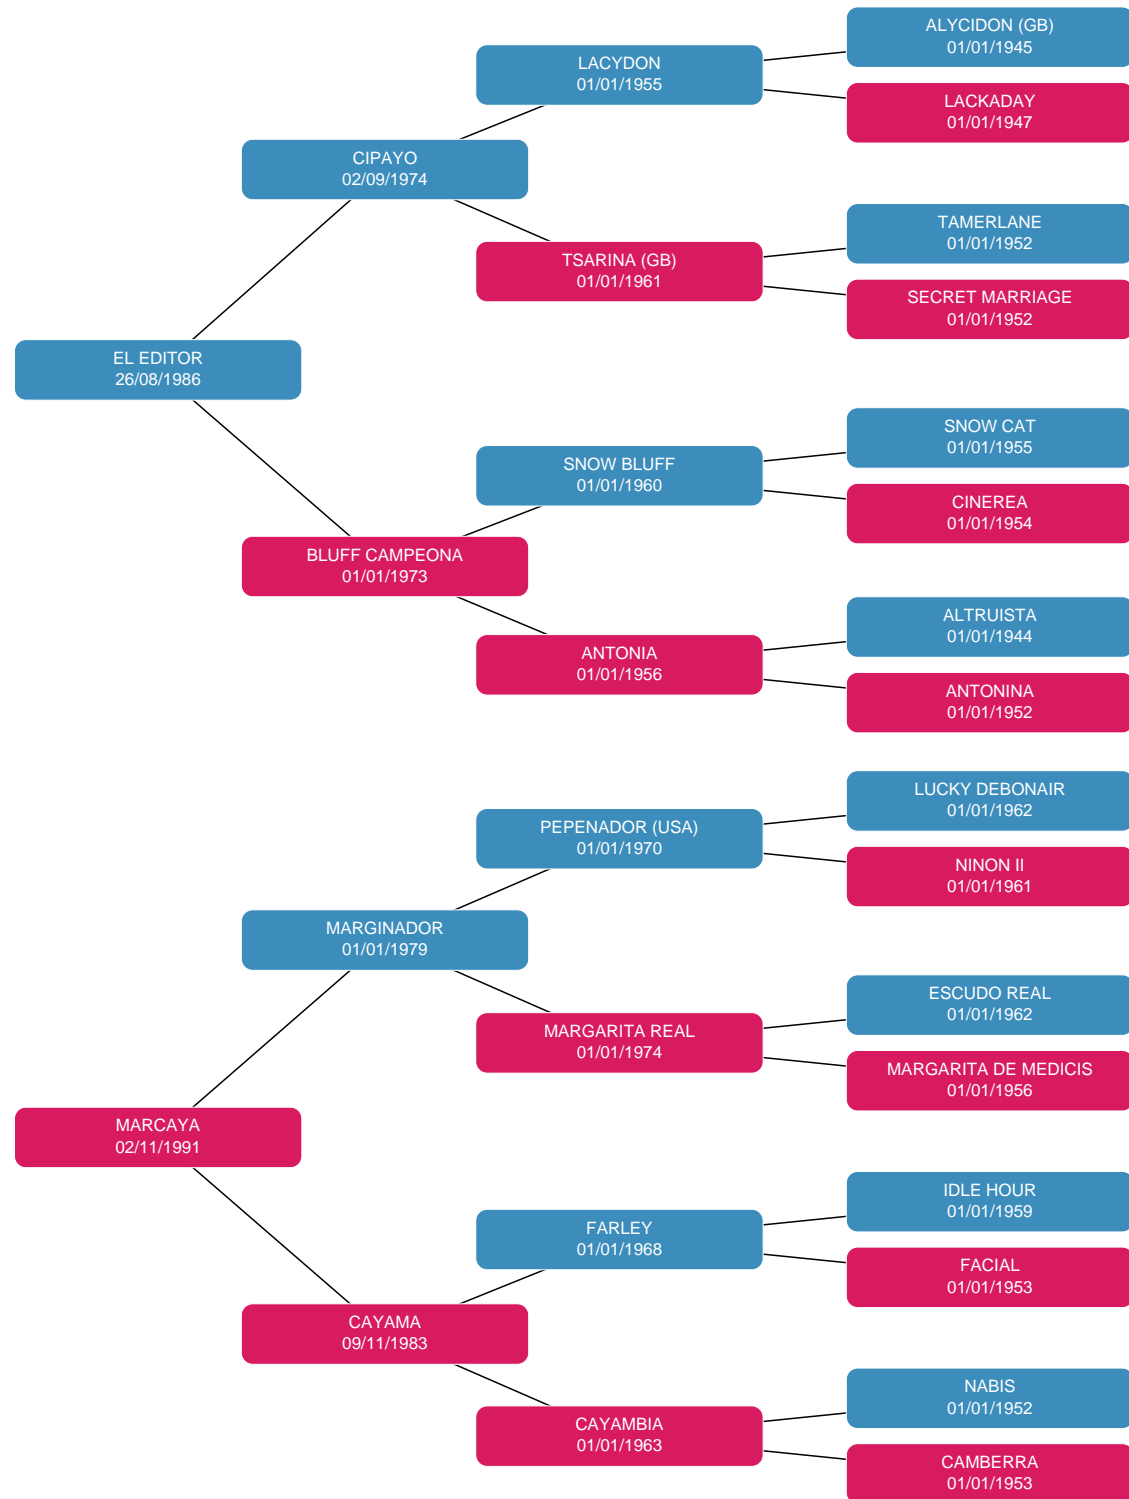 ALYCIDON (GB)
01/01/1945
LACYDON
01/01/1955
LACKADAY
01/01/1947
CIPAYO
02/09/1974
TAMERLANE
01/01/1952
TSARINA (GB)
01/01/1961
SECRET MARRIAGE
01/01/1952
EL EDITOR
26/08/1986
SNOW CAT
01/01/1955
SNOW BLUFF
01/01/1960
CINEREA
01/01/1954
BLUFF CAMPEONA
01/01/1973
ALTRUISTA
01/01/1944
ANTONIA
01/01/1956
ANTONINA
01/01/1952
LUCKY DEBONAIR
01/01/1962
PEPENADOR (USA)
01/01/1970
NINON II
01/01/1961
MARGINADOR
01/01/1979
ESCUDO REAL
01/01/1962
MARGARITA REAL
01/01/1974
MARGARITA DE MEDICIS
01/01/1956
MARCAYA
02/11/1991
IDLE HOUR
01/01/1959
FARLEY
01/01/1968
FACIAL
01/01/1953
CAYAMA
09/11/1983
NABIS
01/01/1952
CAYAMBIA
01/01/1963
CAMBERRA
01/01/1953